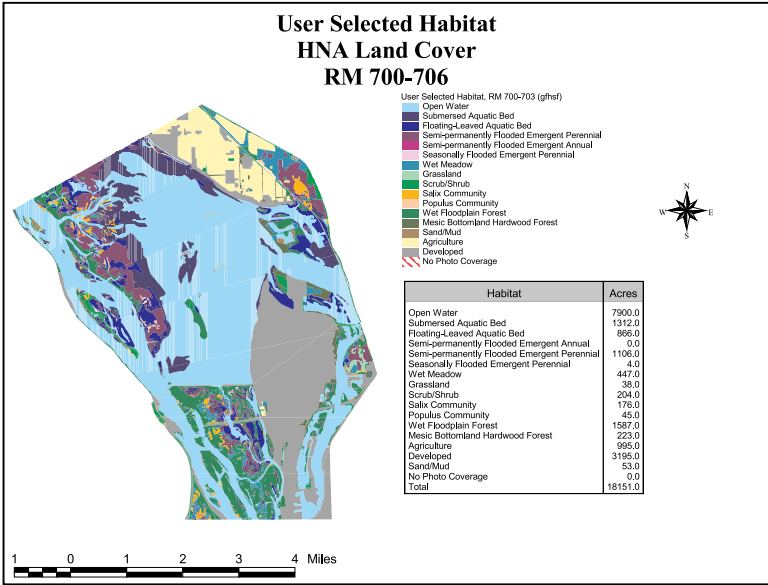 User Selected Habitat
HNA Land Cover
RM 700-706
User Selected Habitat, RM 700-703 (gfhsf)
Open Water
Submersed Aquatic Bed
Floating-Leaved Aquatic Bed
Semi-permanently Flooded Emergent Perennial
Semi-permanently Flooded Emergent Annual
Seasonally Flooded Emergent Perennial
Wet Meadow
Grassland
Scrub/Shrub
Salix Community
Populus Community
Wet Floodplain Forest
Mesic Bottomland Hardwood Forest
Sand/Mud
Agriculture
Developed
No Photo Coverage
N
W E
S
Habitat Acres
Open Water 7900.0
Submersed Aquatic Bed 1312.0
Floating-Leaved Aquatic Bed 866.0
Semi-permanently Flooded Emergent Annual 0.0
Semi-permanently Flooded Emergent Perennial 1106.0
Seasonally Flooded Emergent Perennial 4.0
Wet Meadow 447.0
Grassland 38.0
Scrub/Shrub 204.0
Salix Community 176.0
Populus Community 45.0
Wet Floodplain Forest 1587.0
Mesic Bottomland Hardwood Forest 223.0
Agriculture 995.0
Developed 3195.0
Sand/Mud 53.0
No Photo Coverage 0.0
Total 18151.0
1 0 1 2 3 4 Miles